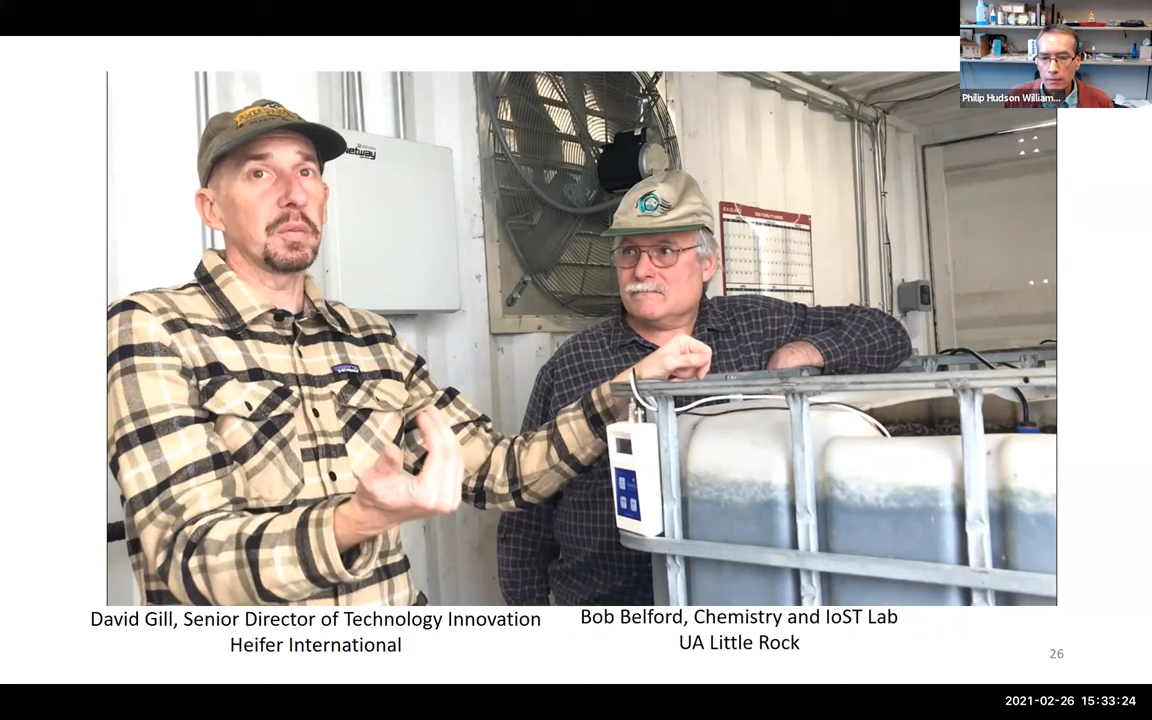 Philip Hudson William...
etway
David Gill, Senior Director of Technology Innovation
Heifer International
Bob Belford, Chemistry and IoST Lab
UA Little Rock
26
2021-02-26 15:33:24